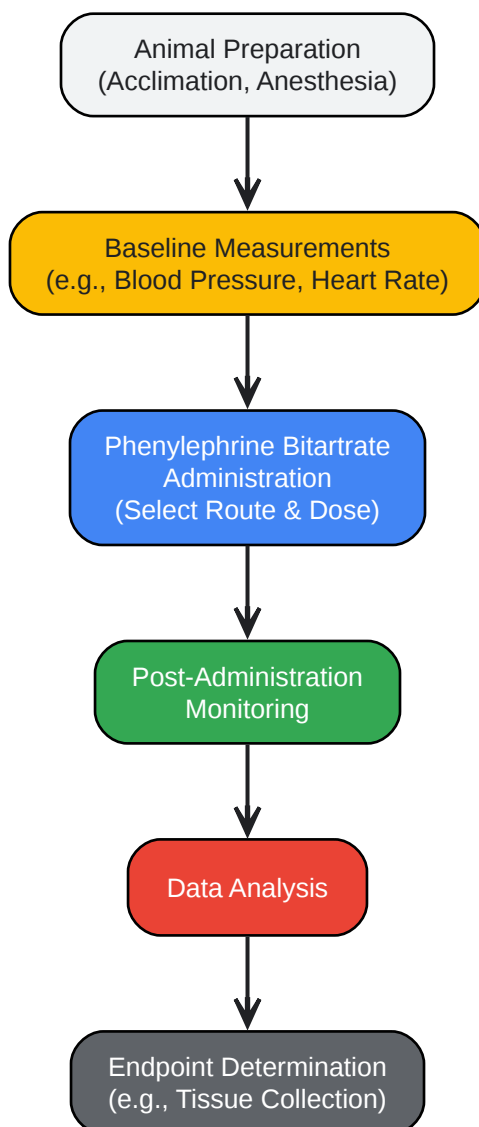 Animal Preparation
(Acclimation, Anesthesia)
Baseline Measurements
(e.g., Blood Pressure, Heart Rate)
Phenylephrine Bitartrate
Administration
(Select Route & Dose)
Post-Administration
Monitoring
Data Analysis
Endpoint Determination
(e.g., Tissue Collection)